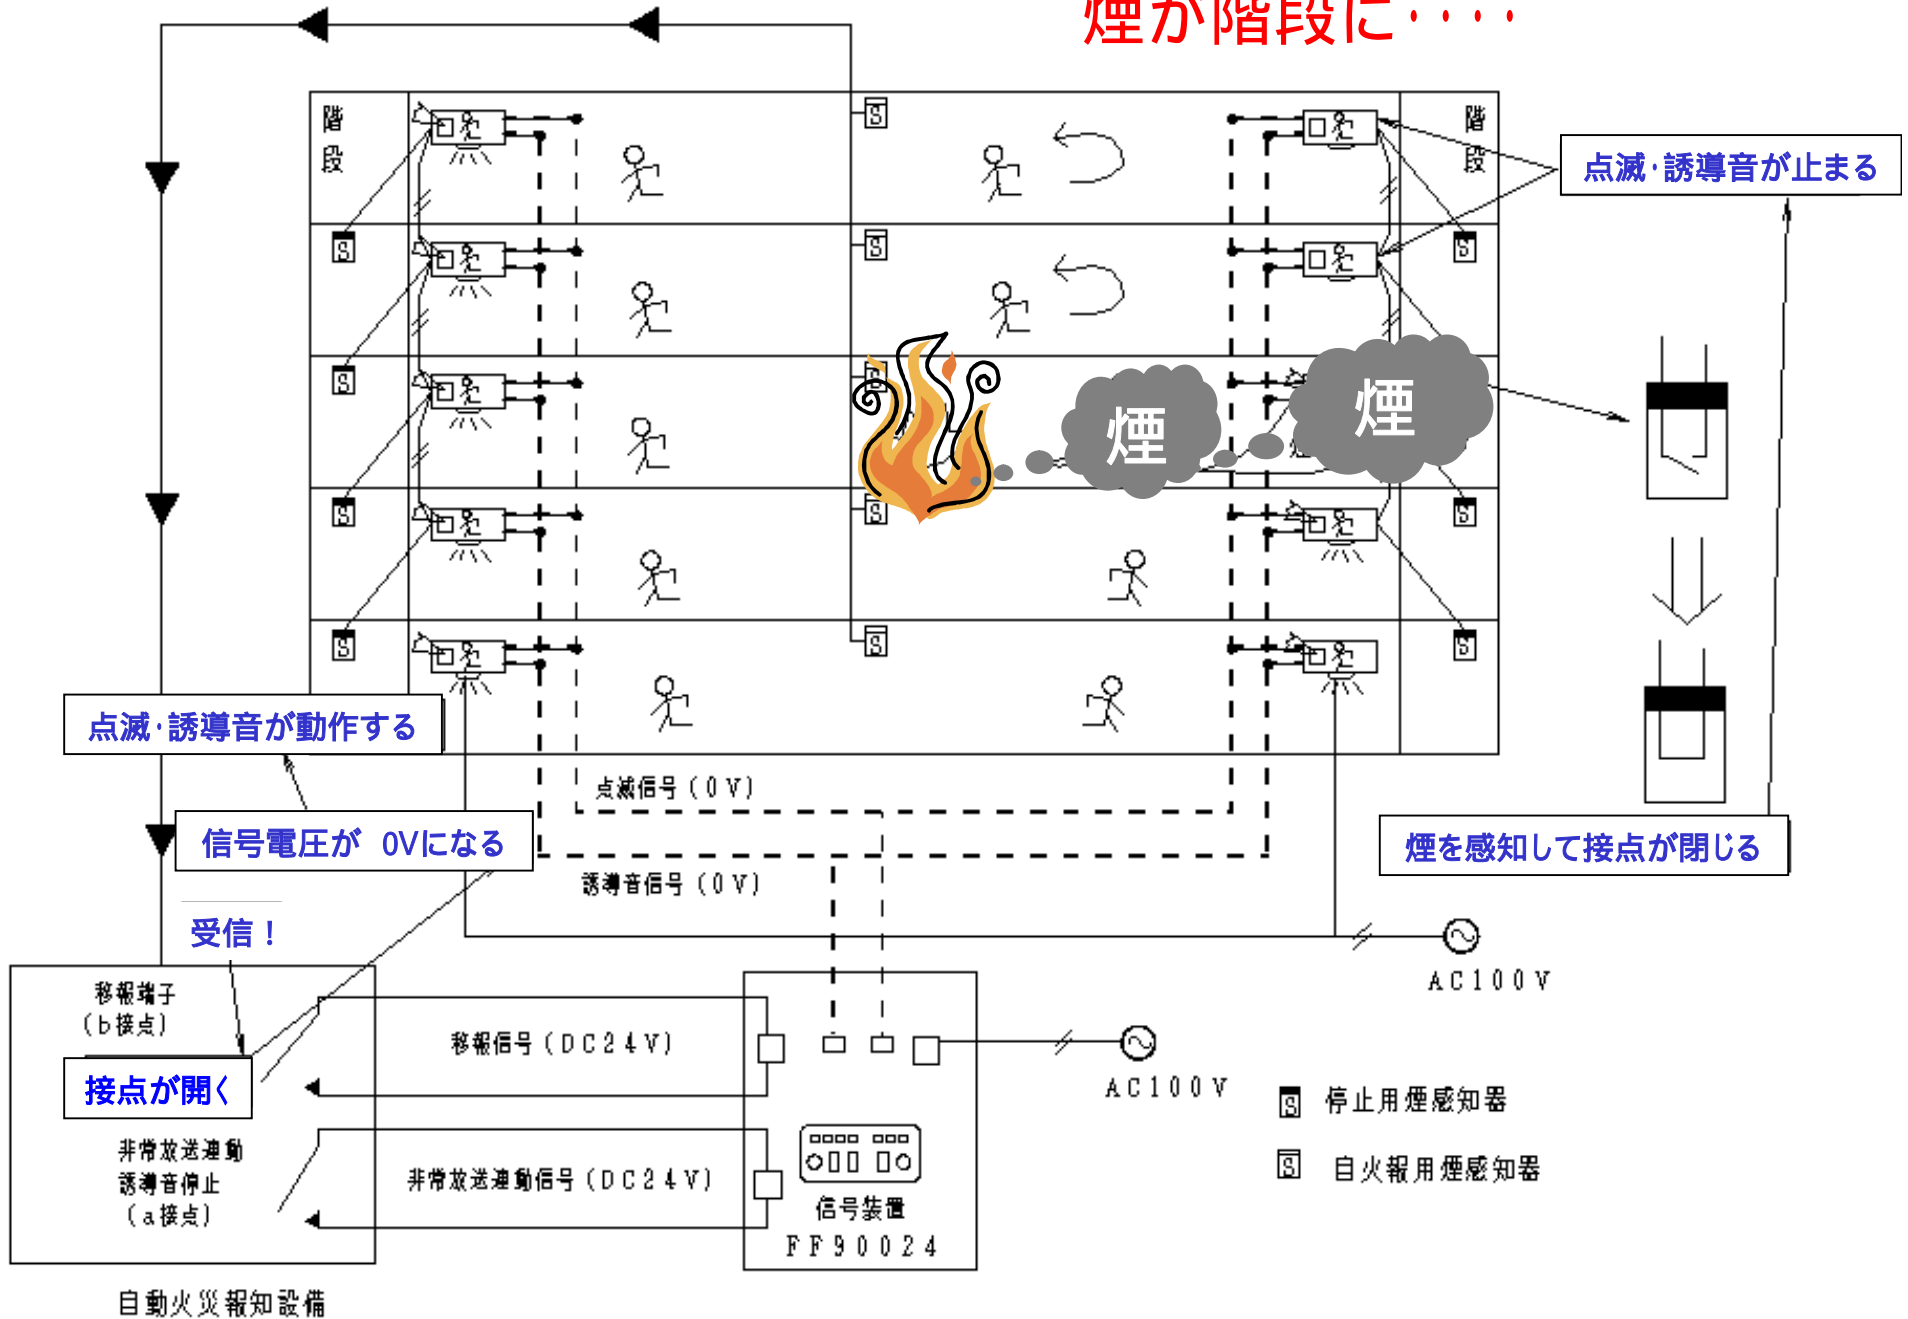 煙が階段に・・・・
階段
階段
点滅・誘導音が止まる
S
S
S
S
S
S
S
S
S
S
S
S
煙
煙
点滅・誘導音が動作する
点滅信号(0V)
信号電圧が 0Vになる
煙を感知して接点が閉じる
誘導音信号(0V)
受信!
AC100V
移報端子
(b接点)
移報信号(DC24V)
接点が開く
AC100V
S 停止用煙感知器
非常放送連動
誘導音停止
(a接点)
非常放送連動信号(DC24V)
S 自火報用煙感知器
信号装置
FF90024
自動火災報知設備